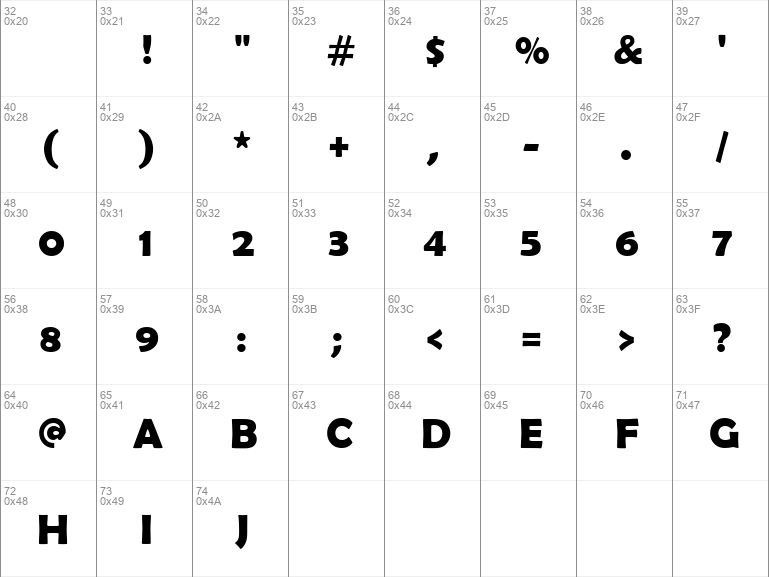 32 33 34 35 36 37 38 39
0x20 0x21 0x22 0x23 0x24 0x25 0x26 0x27
! " # $ % & '
40 41 42 43 44 45 46 47
0x28 0x29 0x2A 0x2B 0x2C 0x2D 0x2E 0x2F
( ) * + , - . /
48 49 50 51 52 53 54 55
0x30 0x31 0x32 0x33 0x34 0x35 0x36 0x37
0 1 2 3 4 5 6 7
56 57 58 59 60 61 62 63
0x38 0x39 0x3A 0x3B 0x3C 0x3D 0x3E 0x3F
8 9 : ; < = > ?
64 65 66 67 68 69 70 71
0x40 0x41 0x42 0x43 0x44 0x45 0x46 0x47
@ A B C D E F G
72 73 74
0x48 0x49 0x4A
H I J